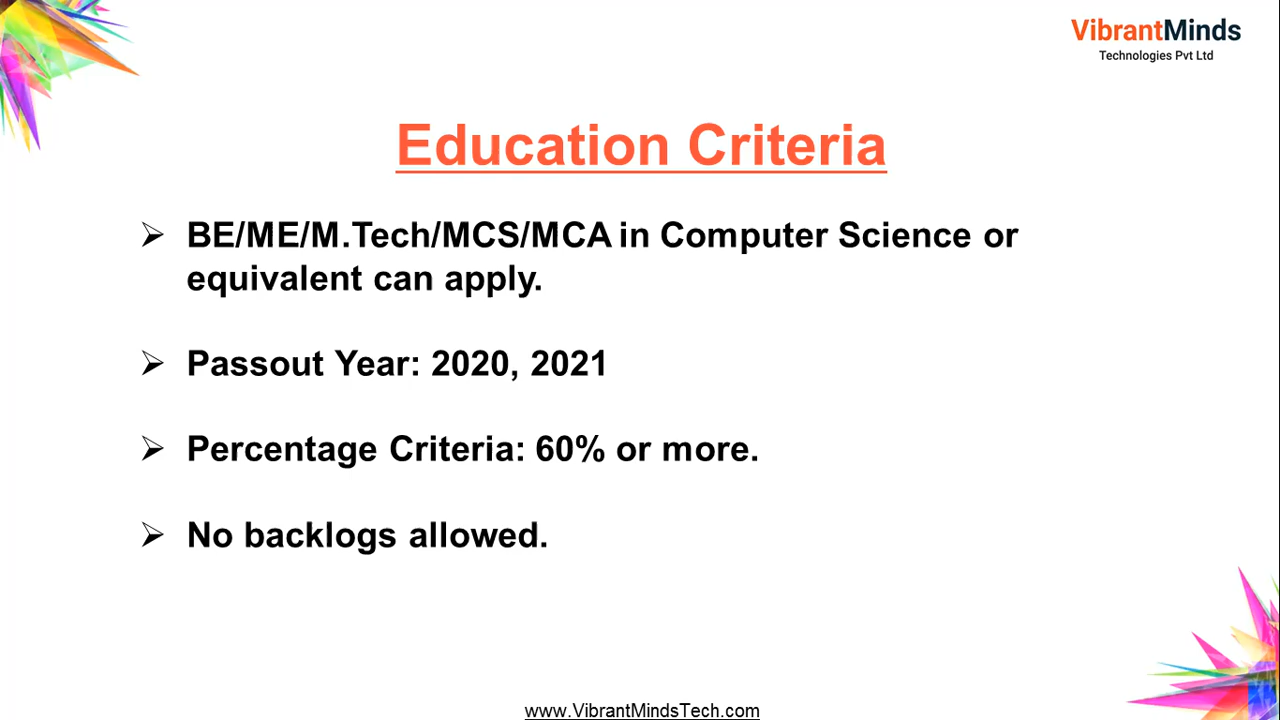 VibrantMinds
Technologies Pvt Ltd
Education Criteria
➢ BE/ME/M.Tech/MCS/MCA in Computer Science or
equivalent can apply.
➢ Passout Year: 2020, 2021
➢ Percentage Criteria: 60% or more.
➢ No backlogs allowed.
www.VibrantMindsTech.com